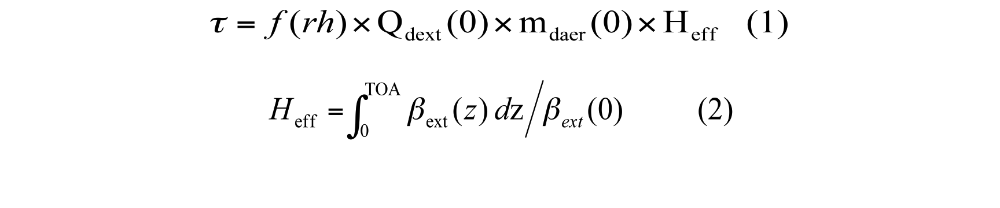 τ = f(rh) × Q_dext(0) × m_daer(0) × H_eff (1)
H_eff = ∫_0^TOA β_ext(z) dz / β_ext(0) (2)